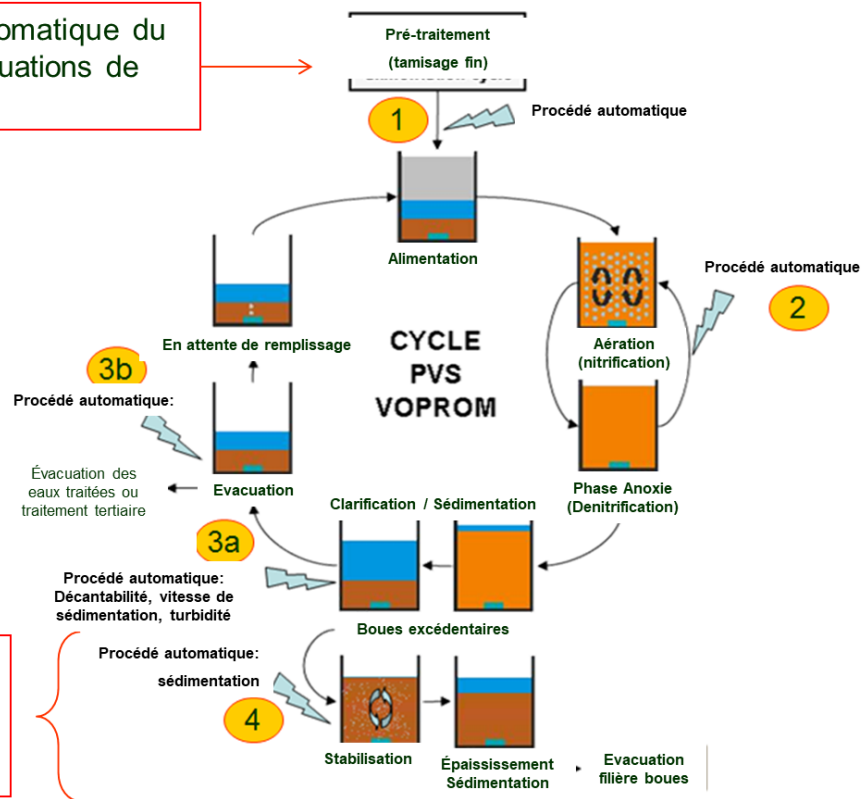 omatique du
uations de
Pré-traitement
(tamisage fin)
1
Procédé automatique
Alimentation
Procédé automatique
2
Aération
(nitrification)
Phase Anoxie
(Denitrification)
CYCLE
PVS
VOPROM
En attente de remplissage
3b
Procédé automatique:
Évacuation des
eaux traitées ou
traitement tertiaire
Evacuation
Clarification / Sédimentation
3a
Procédé automatique:
Décantabilité, vitesse de
sédimentation, turbidité
Boues excédentaires
Procédé automatique:
sédimentation
4
Stabilisation
Épaississement
Sédimentation
Evacuation
filière boues